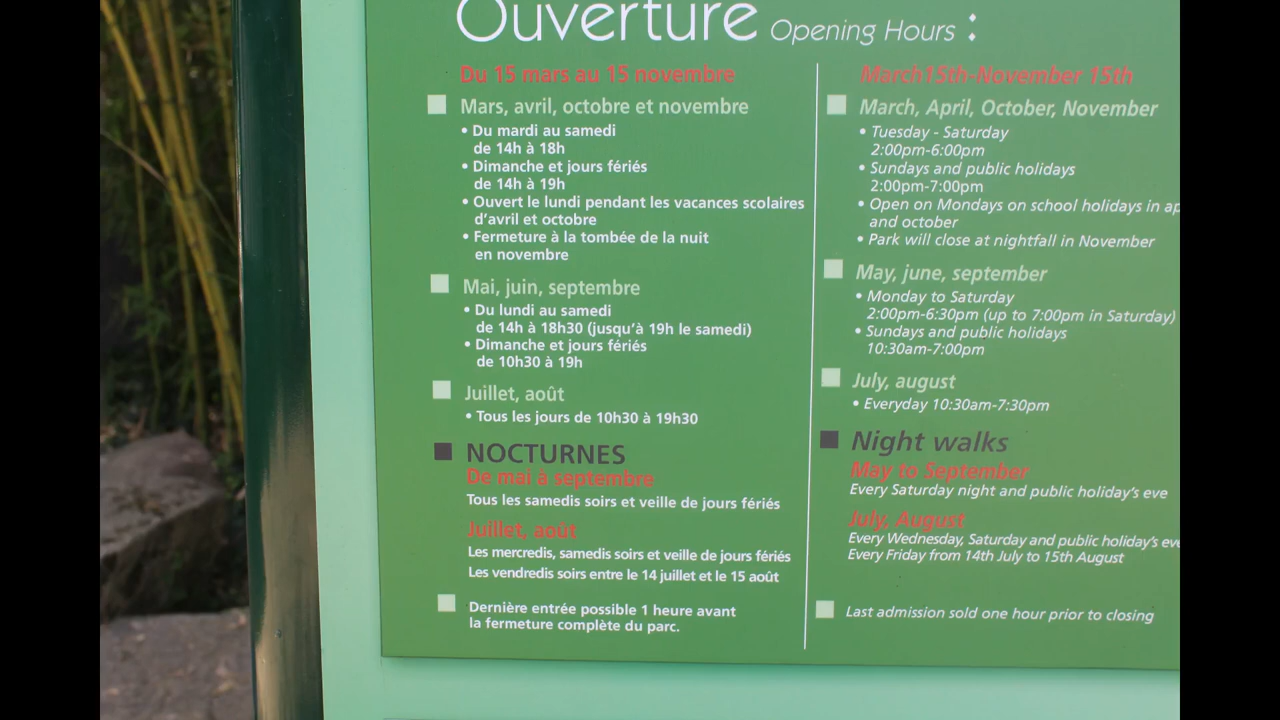 Ouverture Opening Hours :
Du 15 mars au 15 novembre
Mars, avril, octobre et novembre
• Du mardi au samedi
de 14h à 18h
• Dimanche et jours fériés
de 14h à 19h
• Ouvert le lundi pendant les vacances scolaires
d'avril et octobre
• Fermeture à la tombée de la nuit
en novembre
Mai, juin, septembre
• Du lundi au samedi
de 14h à 18h30 (jusqu'à 19h le samedi)
• Dimanche et jours fériés
de 10h30 à 19h
Juillet, août
• Tous les jours de 10h30 à 19h30
NOCTURNES
De mai à septembre
Tous les samedis soirs et veille de jours fériés
Juillet, août
Les mercredis, samedis soirs et veille de jours fériés
Les vendredis soirs entre le 14 juillet et le 15 août
Dernière entrée possible 1 heure avant
la fermeture complète du parc.
March15th-November 15th
March, April, October, November
• Tuesday - Saturday
2:00pm-6:00pm
• Sundays and public holidays
2:00pm-7:00pm
• Open on Mondays on school holidays in
and october
• Park will close at nightfall in November
May, june, september
• Monday to Saturday
2:00pm-6:30pm (up to 7:00pm in Saturday)
• Sundays and public holidays
10:30am-7:00pm
July, august
• Everyday 10:30am-7:30pm
Night walks
May to September
Every Saturday night and public holiday's eve
July, August
Every Wednesday, Saturday and public holiday's eve
Every Friday from 14th July to 15th August
Last admission sold one hour prior to closing